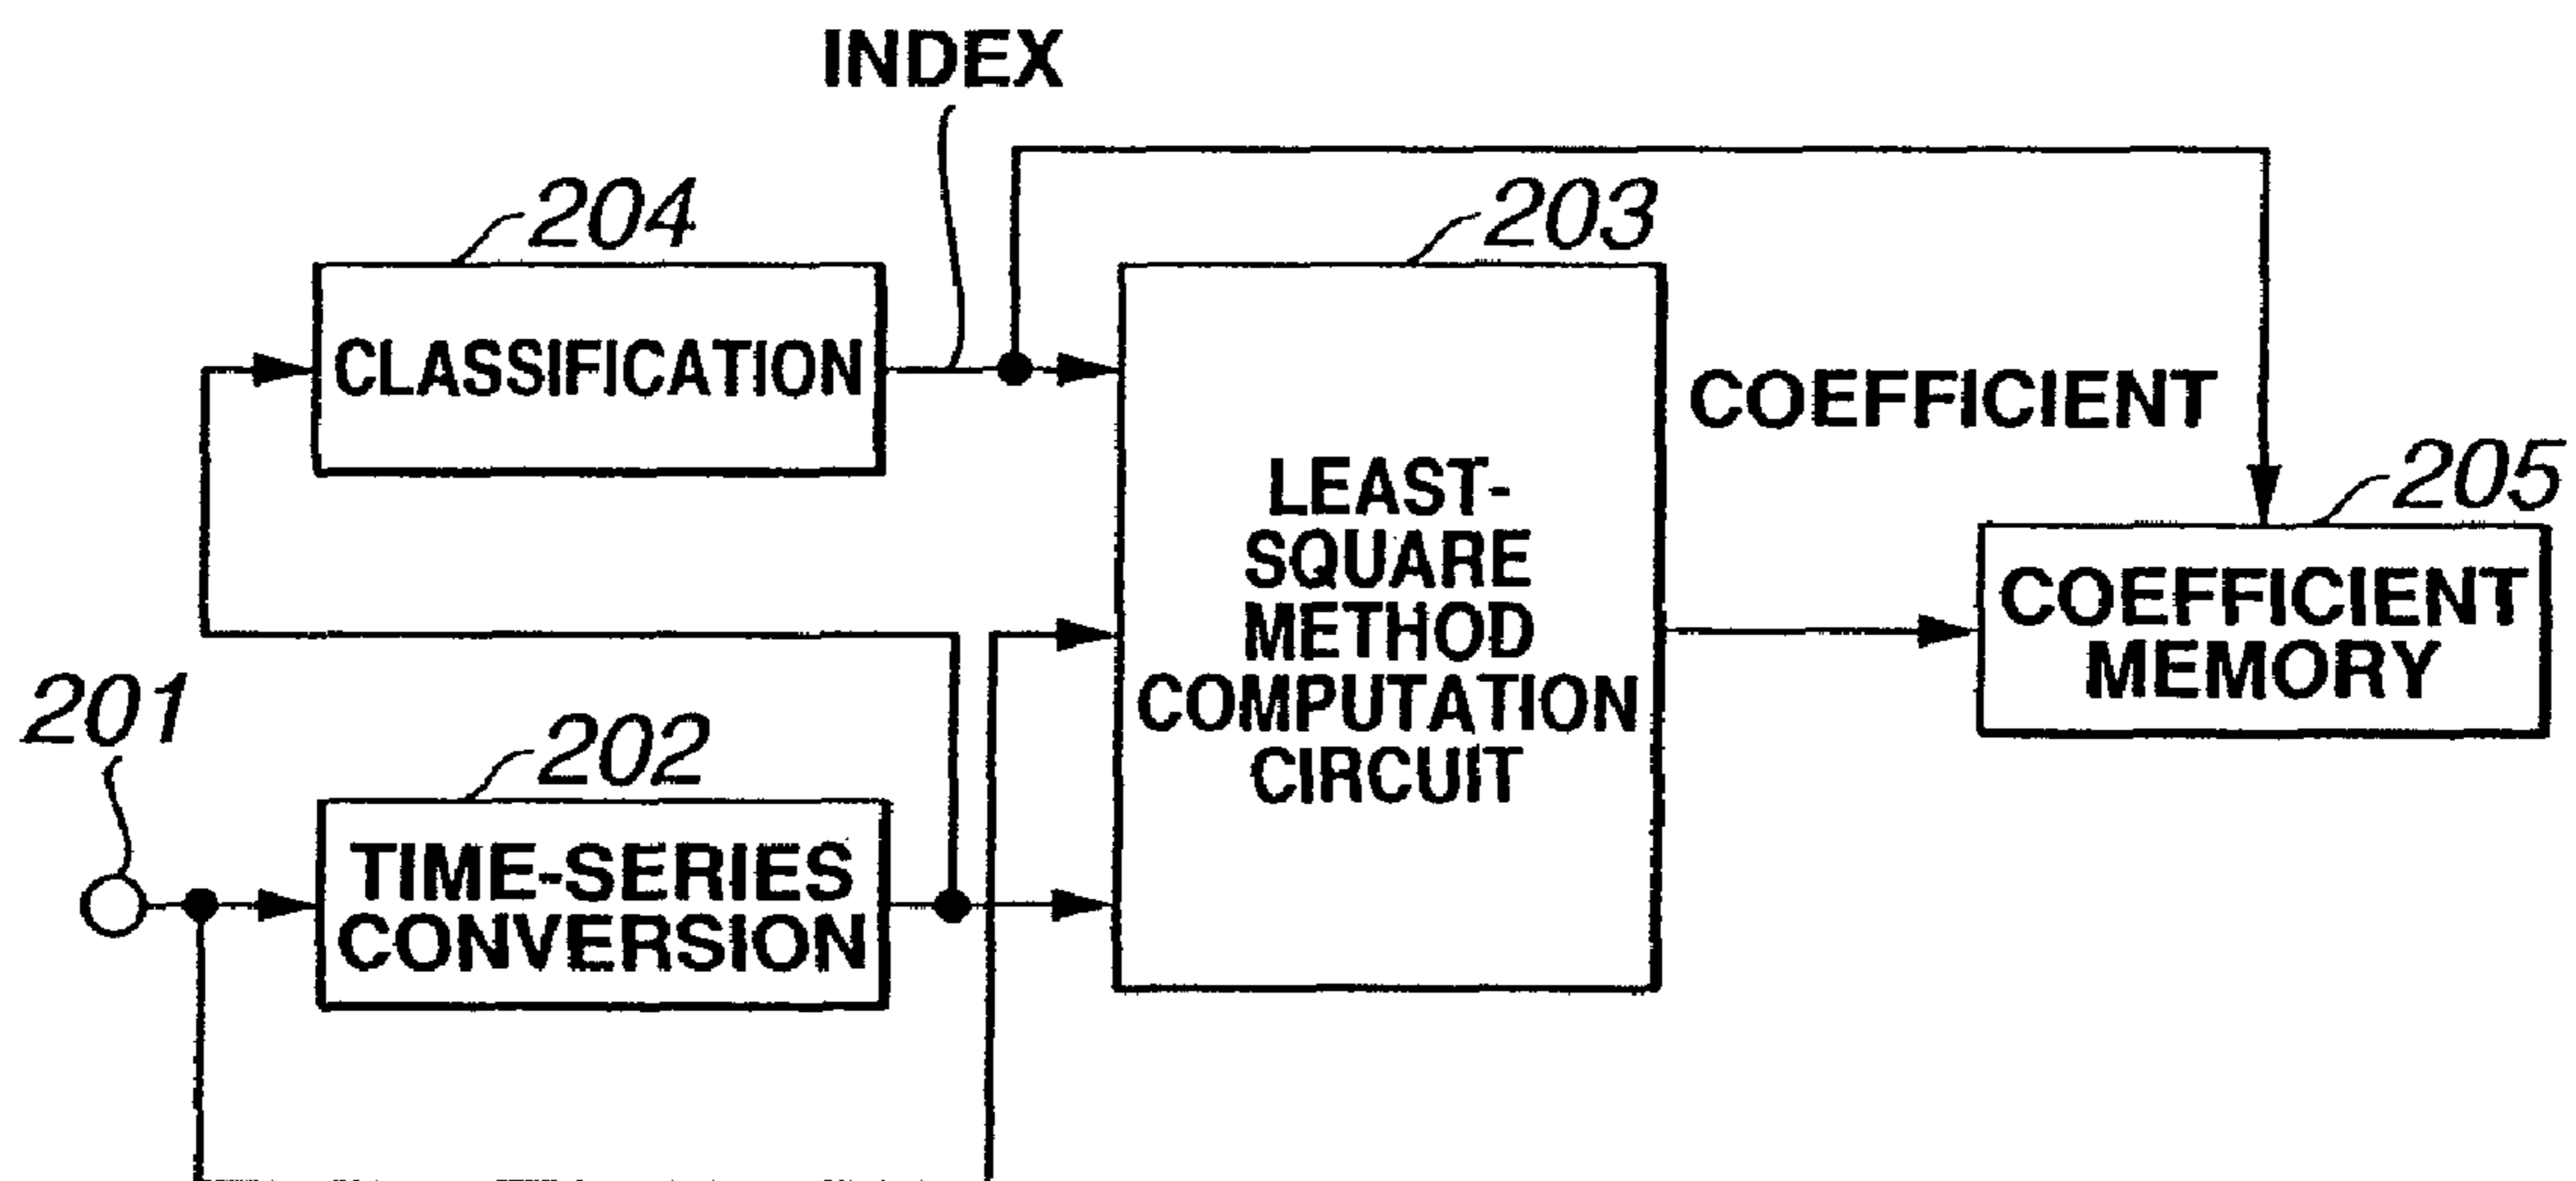 INDEX
204
203
CLASSIFICATION
COEFFICIENT
LEAST-
SQUARE
METHOD
COMPUTATION
CIRCUIT
205
COEFFICIENT
MEMORY
201
202
TIME-SERIES
CONVERSION